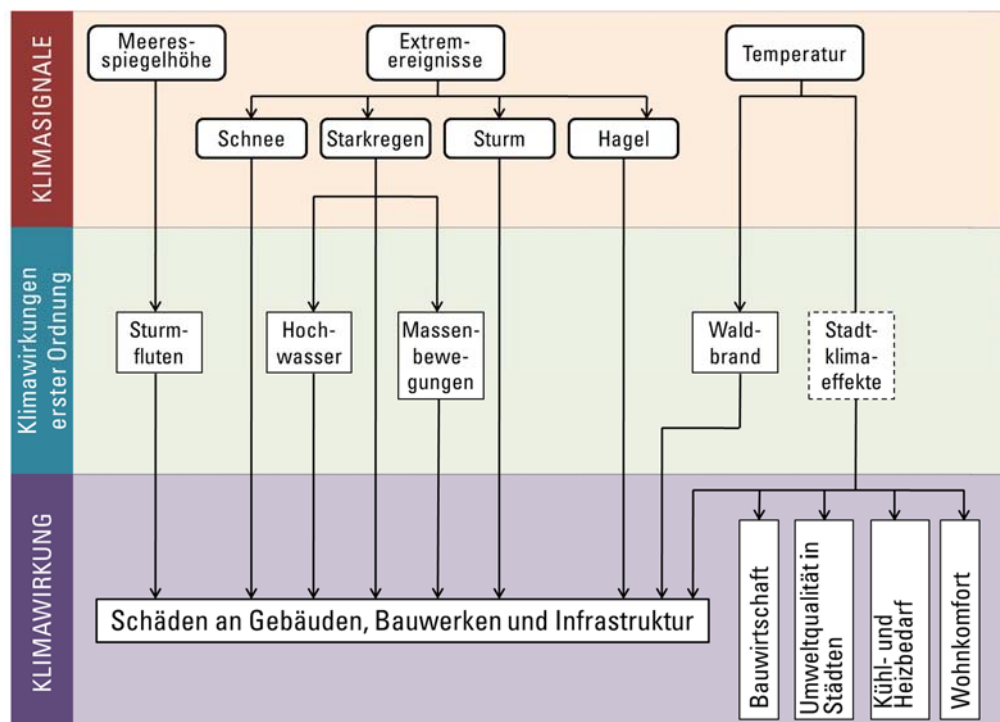 KLIMASIGNALE
Meeres-
spiegelhöhe
Extrem-
ereignisse
Temperatur
Schnee
Starkregen
Sturm
Hagel
Klimawirkungen
erster Ordnung
Sturm-
fluten
Hoch-
wasser
Massen-
bewe-
gungen
Wald-
brand
Stadt-
klima-
effekte
KLIMAWIRKUNG
Schäden an Gebäuden, Bauwerken und Infrastruktur
Bauwirtschaft
Umweltqualität in
Städten
Kühl- und
Heizbedarf
Wohnkomfort